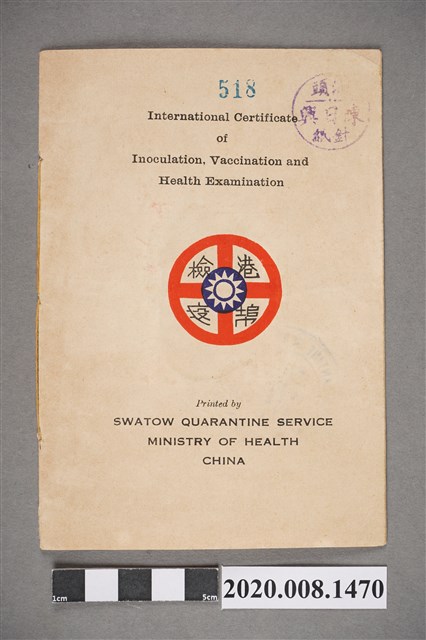 518
International Certificate
of
Inoculation, Vaccination and
Health Examination
檢 港
疫 埠
Printed by
SWATOW QUARANTINE SERVICE
MINISTRY OF HEALTH
CHINA
1cm 5cm
2020.008.1470